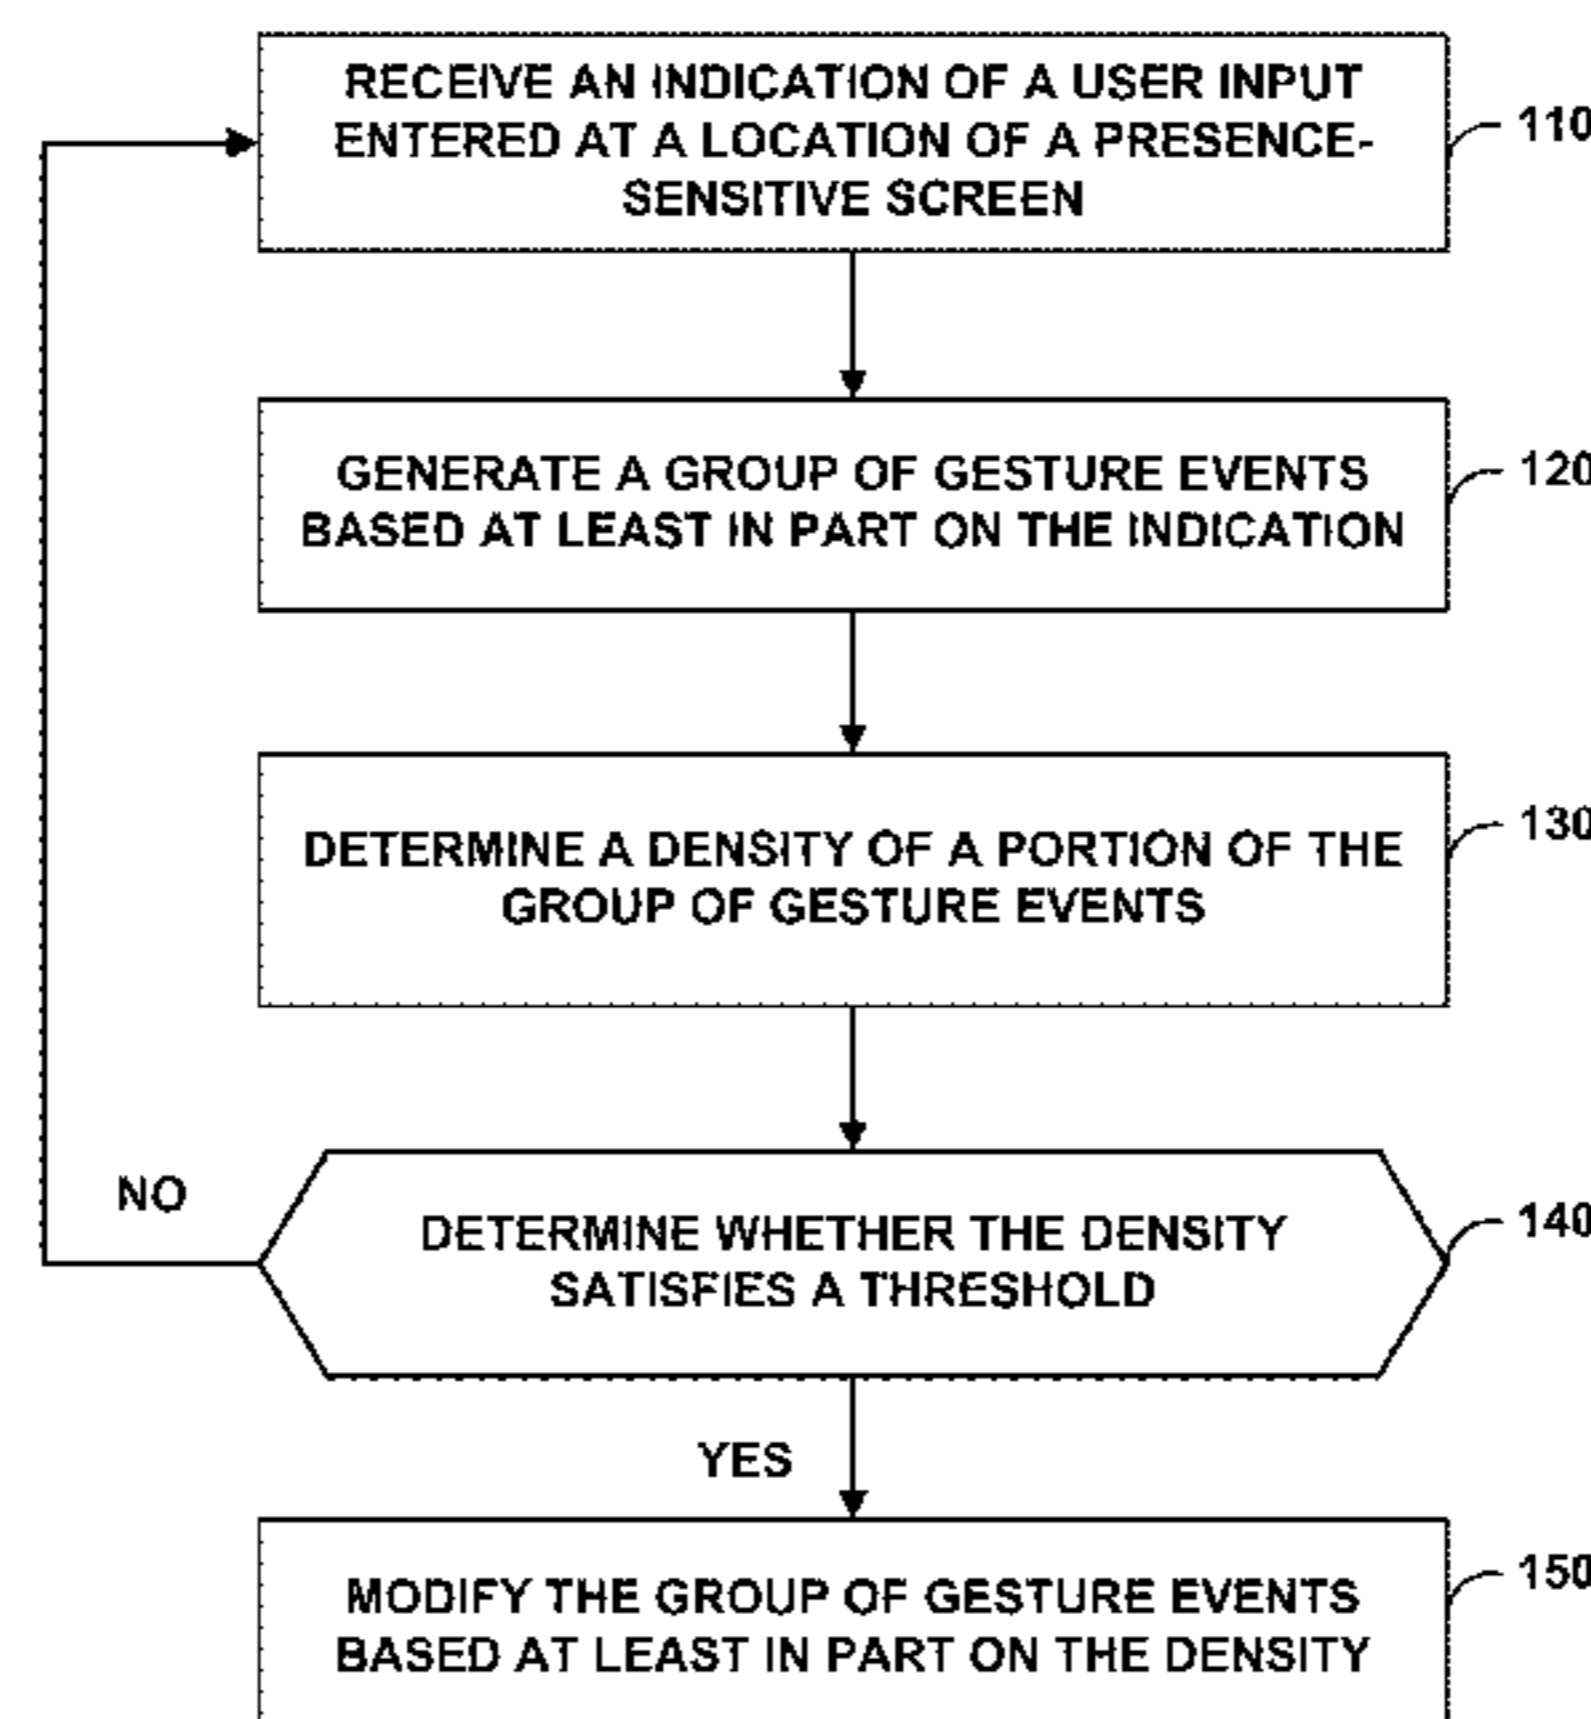 RECEIVE AN INDICATION OF A USER INPUT
ENTERED AT A LOCATION OF A PRESENCE-
SENSITIVE SCREEN
110
GENERATE A GROUP OF GESTURE EVENTS
BASED AT LEAST IN PART ON THE INDICATION
120
DETERMINE A DENSITY OF A PORTION OF THE
GROUP OF GESTURE EVENTS
130
NO
DETERMINE WHETHER THE DENSITY
SATISFIES A THRESHOLD
140
YES
MODIFY THE GROUP OF GESTURE EVENTS
BASED AT LEAST IN PART ON THE DENSITY
150